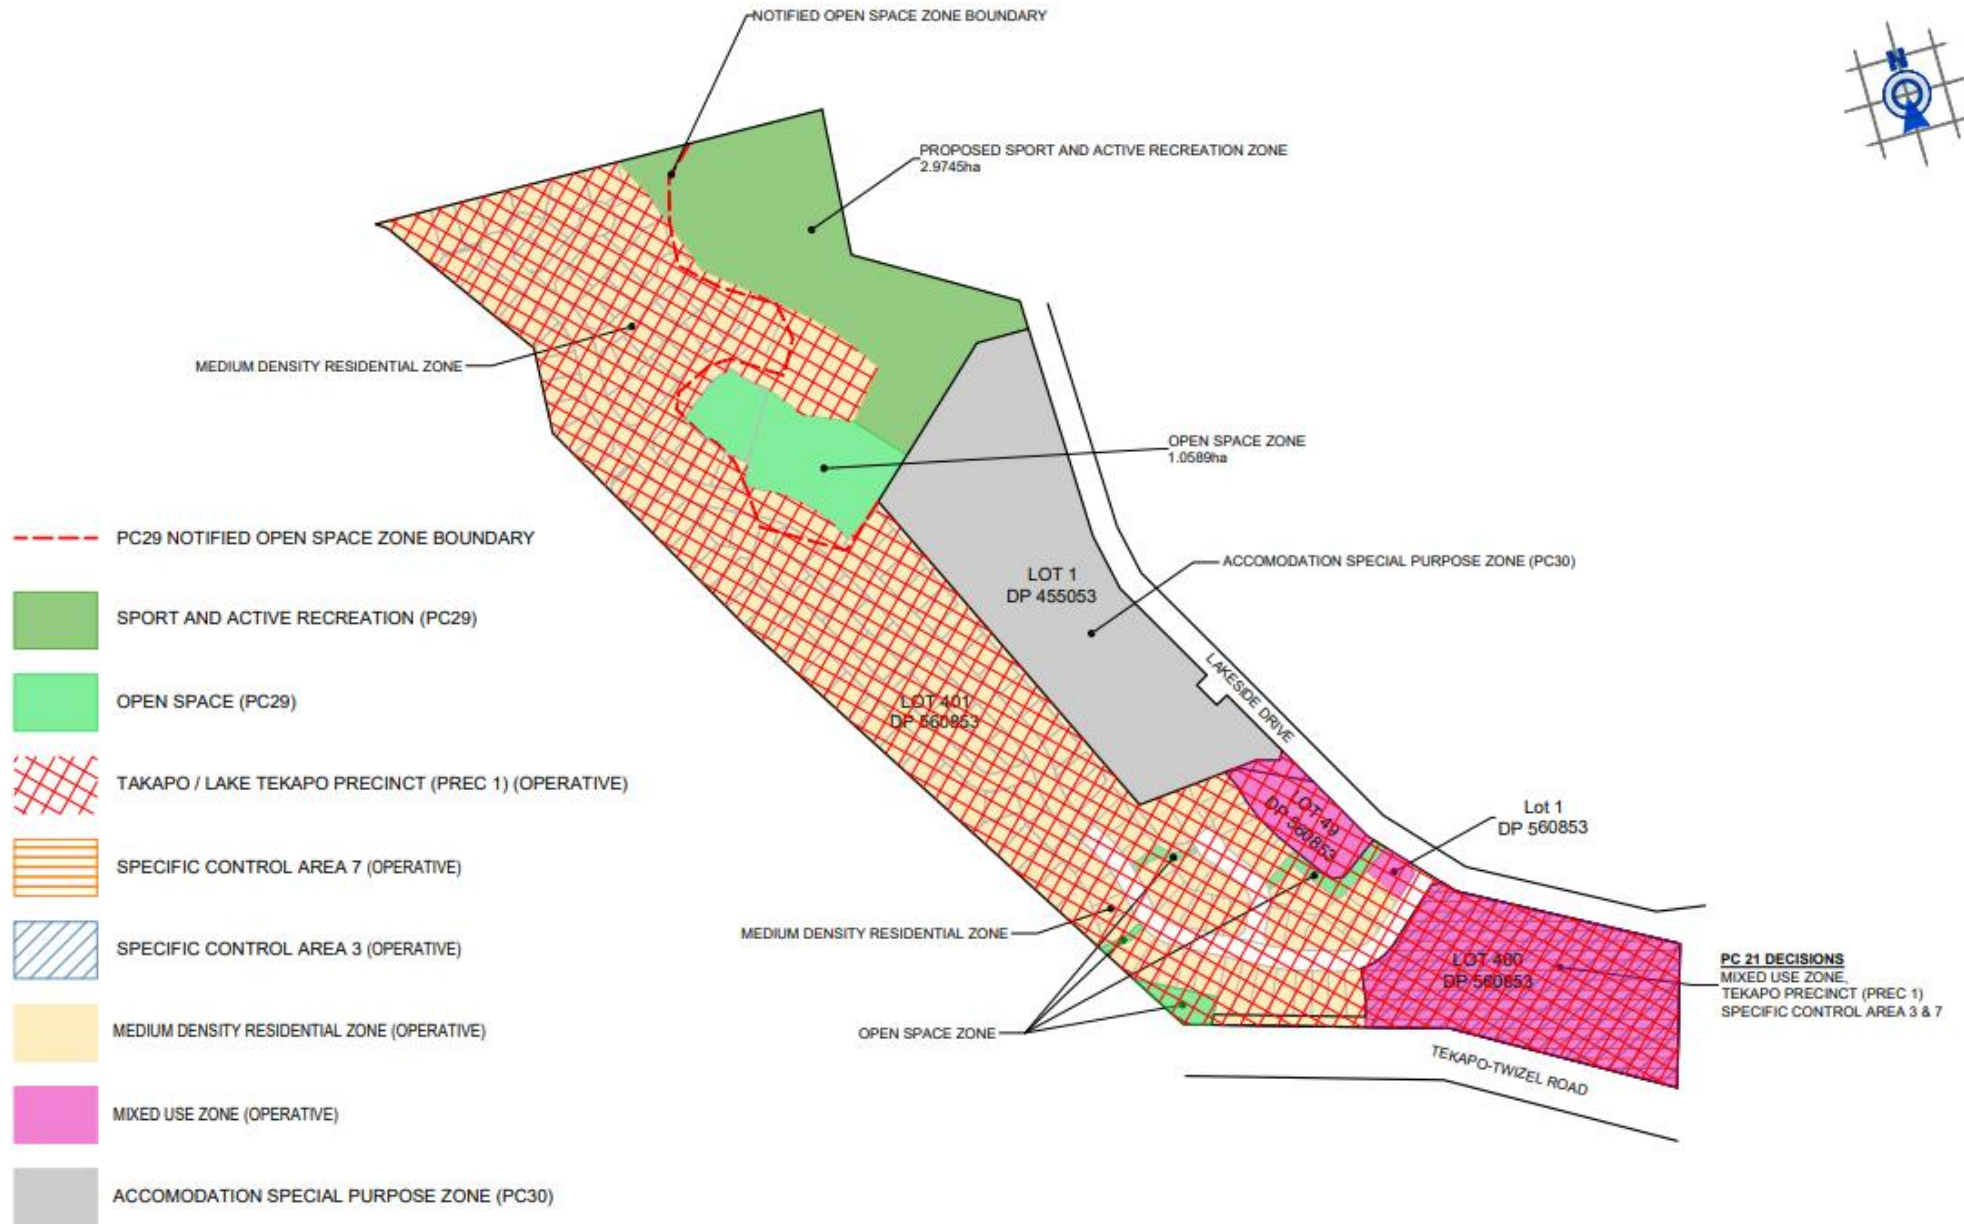 NOTIFIED OPEN SPACE ZONE BOUNDARY
N
PROPOSED SPORT AND ACTIVE RECREATION ZONE
2.9745ha
MEDIUM DENSITY RESIDENTIAL ZONE
OPEN SPACE ZONE
1.0589ha
ACCOMODATION SPECIAL PURPOSE ZONE (PC30)
LOT 1
DP 455053
LAKESIDE DRIVE
LOT 401
DP 560853
LOT 49
DP 560853
Lot 1
DP 560853
MEDIUM DENSITY RESIDENTIAL ZONE
OPEN SPACE ZONE
LOT 400
DP 560853
PC 21 DECISIONS
MIXED USE ZONE,
TEKAPO PRECINCT (PREC 1)
SPECIFIC CONTROL AREA 3 & 7
TEKAPO-TWIZEL ROAD
PC29 NOTIFIED OPEN SPACE ZONE BOUNDARY
SPORT AND ACTIVE RECREATION (PC29)
OPEN SPACE (PC29)
TAKAPO / LAKE TEKAPO PRECINCT (PREC 1) (OPERATIVE)
SPECIFIC CONTROL AREA 7 (OPERATIVE)
SPECIFIC CONTROL AREA 3 (OPERATIVE)
MEDIUM DENSITY RESIDENTIAL ZONE (OPERATIVE)
MIXED USE ZONE (OPERATIVE)
ACCOMODATION SPECIAL PURPOSE ZONE (PC30)